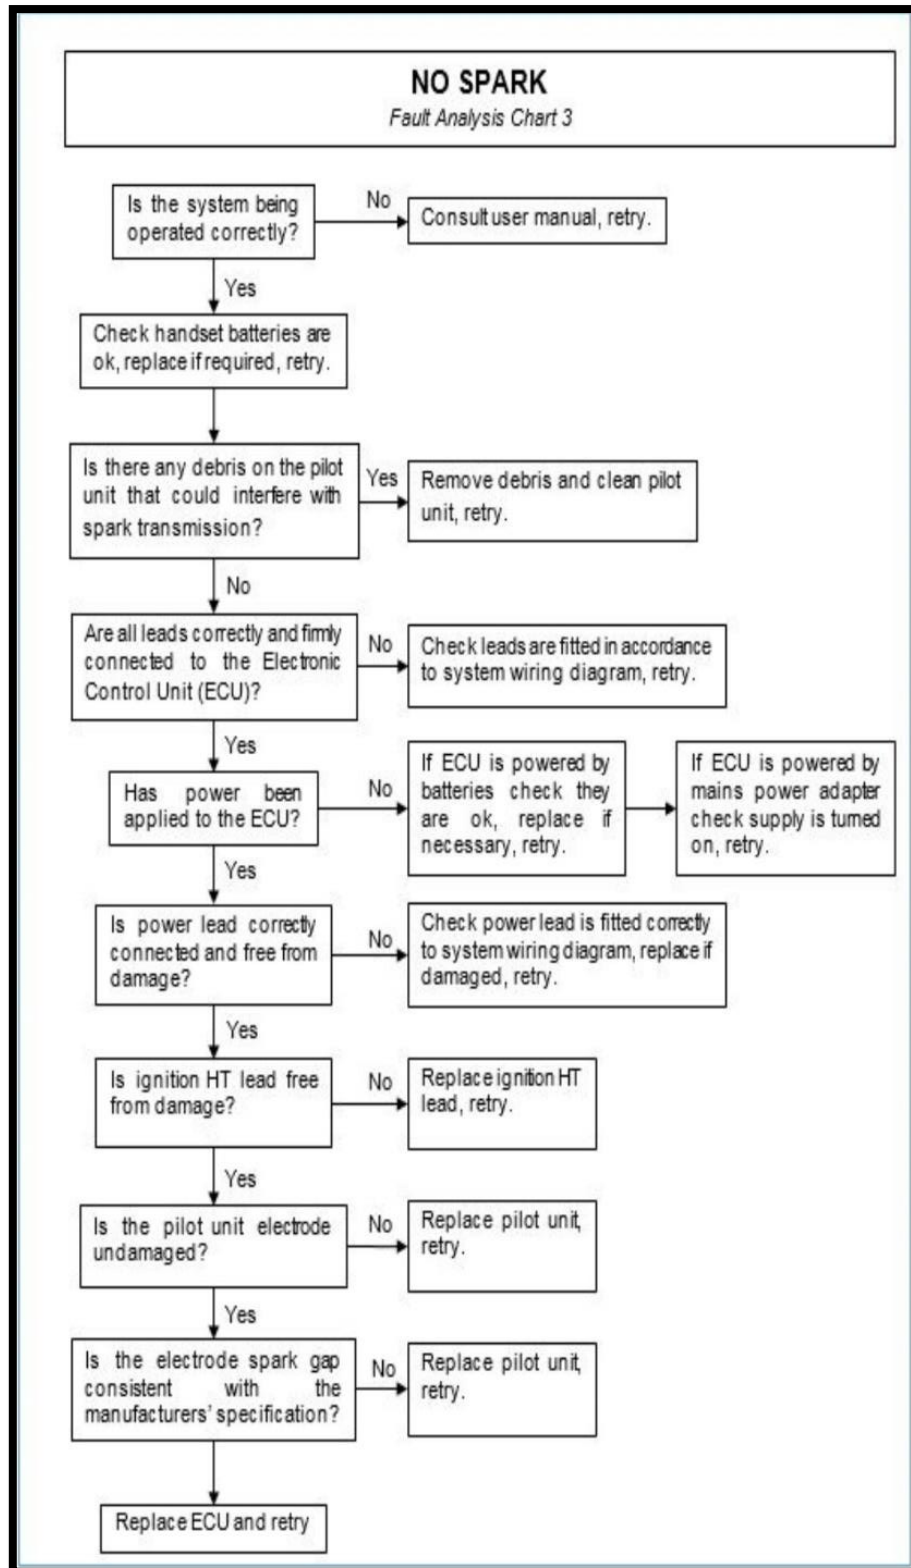 NO SPARK
Fault Analysis Chart 3
Is the system being
operated correctly?
No
Consult user manual, retry.
Yes
Check handset batteries are
ok, replace if required, retry.
Is there any debris on the pilot
unit that could interfere with
spark transmission?
Yes
Remove debris and clean pilot
unit, retry.
No
Are all leads correctly and firmly
connected to the Electronic
Control Unit (ECU)?
No
Check leads are fitted in accordance
to system wiring diagram, retry.
Yes
Has power been
applied to the ECU?
No
If ECU is powered by
batteries check they
are ok, replace if
necessary, retry.
If ECU is powered by
mains power adapter
check supply is turned
on, retry.
Yes
Is power lead correctly
connected and free from
damage?
No
Check power lead is fitted correctly
to system wiring diagram, replace if
damaged, retry.
Yes
Is ignition HT lead free
from damage?
No
Replace ignition HT
lead, retry.
Yes
Is the pilot unit electrode
undamaged?
No
Replace pilot unit,
retry.
Yes
Is the electrode spark gap
consistent with the
manufacturers' specification?
No
Replace pilot unit,
retry.
Replace ECU and retry